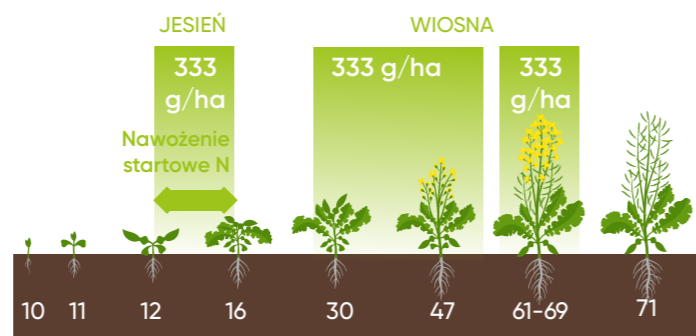 JESIEŃ
WIOSNA
333
g/ha
333 g/ha
333
g/ha
Nawożenie
startowe N
10 11 12 16 30 47 61-69 71